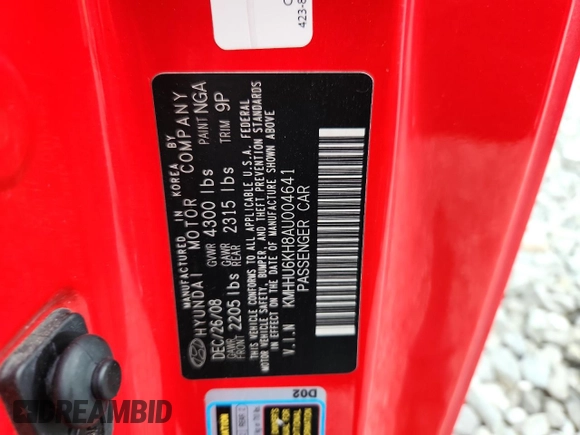 MANUFACTURED IN KOREA BY
HYUNDAI MOTOR COMPANY
DEC/26/08 GVWR 4300 lbs PAINT NGA
GAWR FRONT 2205 lbs GAWR REAR 2315 lbs TRIM 9P
THIS VEHICLE CONFORMS TO ALL APPLICABLE U.S.A. FEDERAL
MOTOR VEHICLE SAFETY, BUMPER, AND THEFT PREVENTION STANDARDS
IN EFFECT ON THE DATE OF MANUFACTURE SHOWN ABOVE
V.I.N KMHHU6KH8AU004641
PASSENGER CAR
D02
423-8
DREAMBID